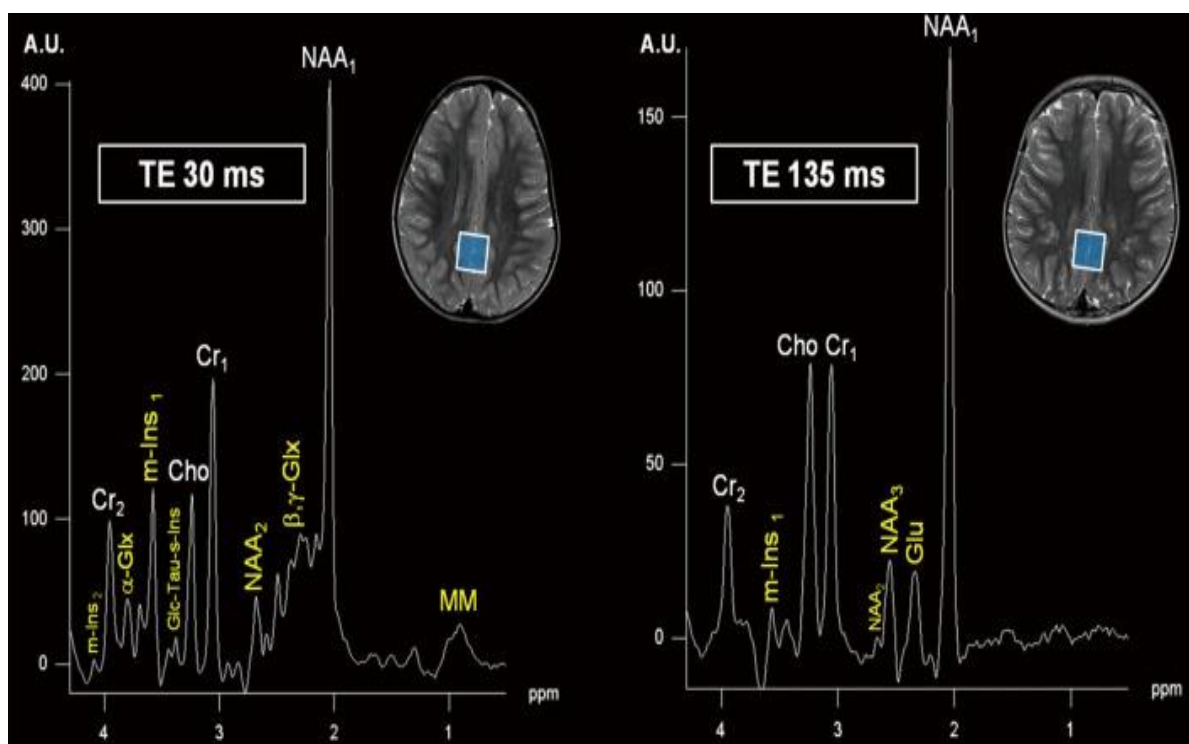 A.U.
NAA₁
400
TE 30 ms
300
Cr₁
200
m-Ins ₁
Cho
β,γ-Glx
Cr₂
α-Glx
Glc-Tau-s-Ins
NAA₂
100
m-Ins ₂
MM
0
ppm
4
3
2
1
A.U.
NAA₁
150
TE 135 ms
100
Cho Cr₁
50
Cr₂
m-Ins ₁
NAA₂
NAA₃
Glu
0
ppm
4
3
2
1